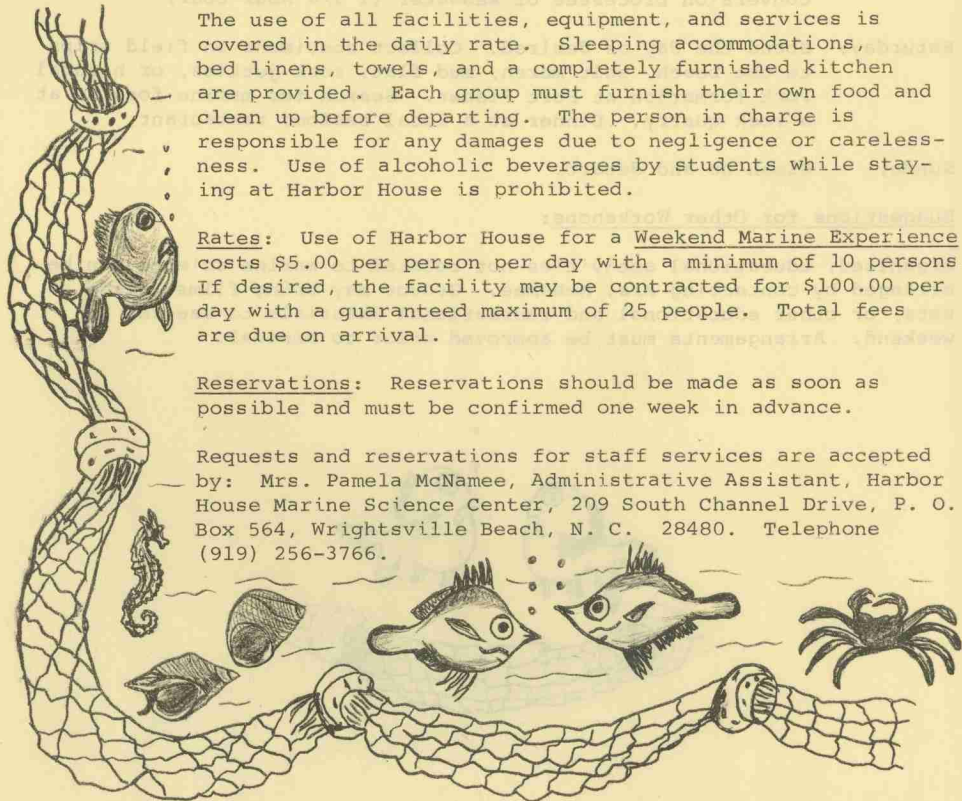 The use of all facilities, equipment, and services is
covered in the daily rate. Sleeping accommodations,
bed linens, towels, and a completely furnished kitchen
are provided. Each group must furnish their own food and
clean up before departing. The person in charge is
responsible for any damages due to negligence or careless-
ness. Use of alcoholic beverages by students while stay-
ing at Harbor House is prohibited.
Rates: Use of Harbor House for a Weekend Marine Experience
costs $5.00 per person per day with a minimum of 10 persons
If desired, the facility may be contracted for $100.00 per
day with a guaranteed maximum of 25 people. Total fees
are due on arrival.
Reservations: Reservations should be made as soon as
possible and must be confirmed one week in advance.
Requests and reservations for staff services are accepted
by: Mrs. Pamela McNamee, Administrative Assistant, Harbor
House Marine Science Center, 209 South Channel Drive, P. O.
Box 564, Wrightsville Beach, N. C. 28480. Telephone
(919) 256-3766.